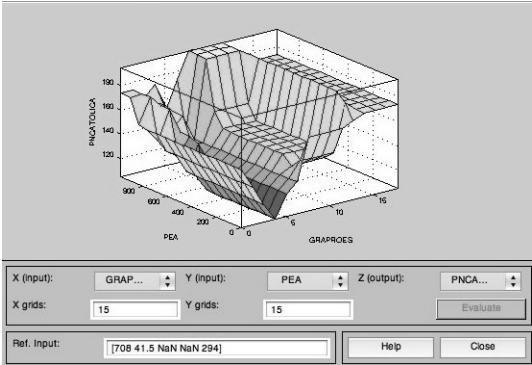 190
160
140
120
PNCATOLICA
800
600
400
200
0
0
5
10
15
PEA
GRAPROES
X (input): GRAP... Y (input): PEA Z (output): PNCA...
X grids: 15 Y grids: 15 Evaluate
Ref. Input: [708 41.5 NaN NaN 294] Help Close